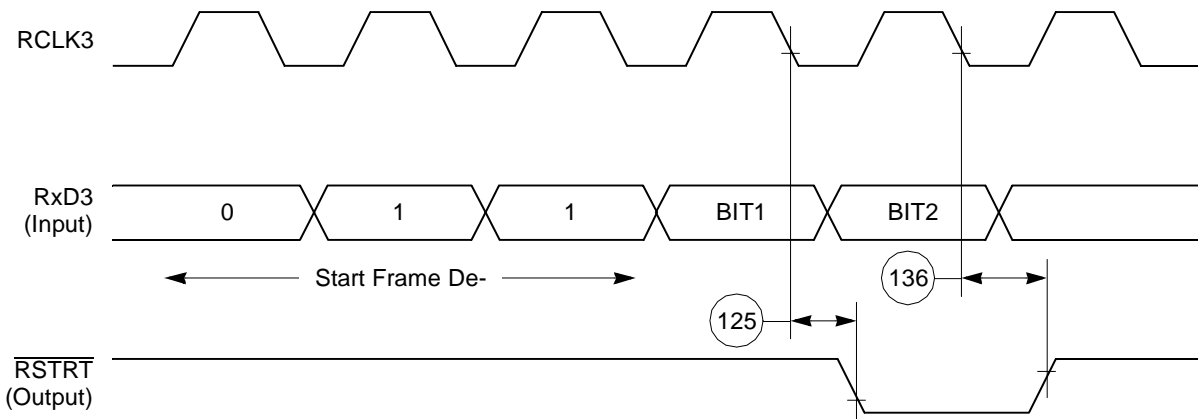 RCLK3
RxD3
(Input)
0 1 1 BIT1 BIT2
Start Frame De-
136
125
RSTRT
(Output)